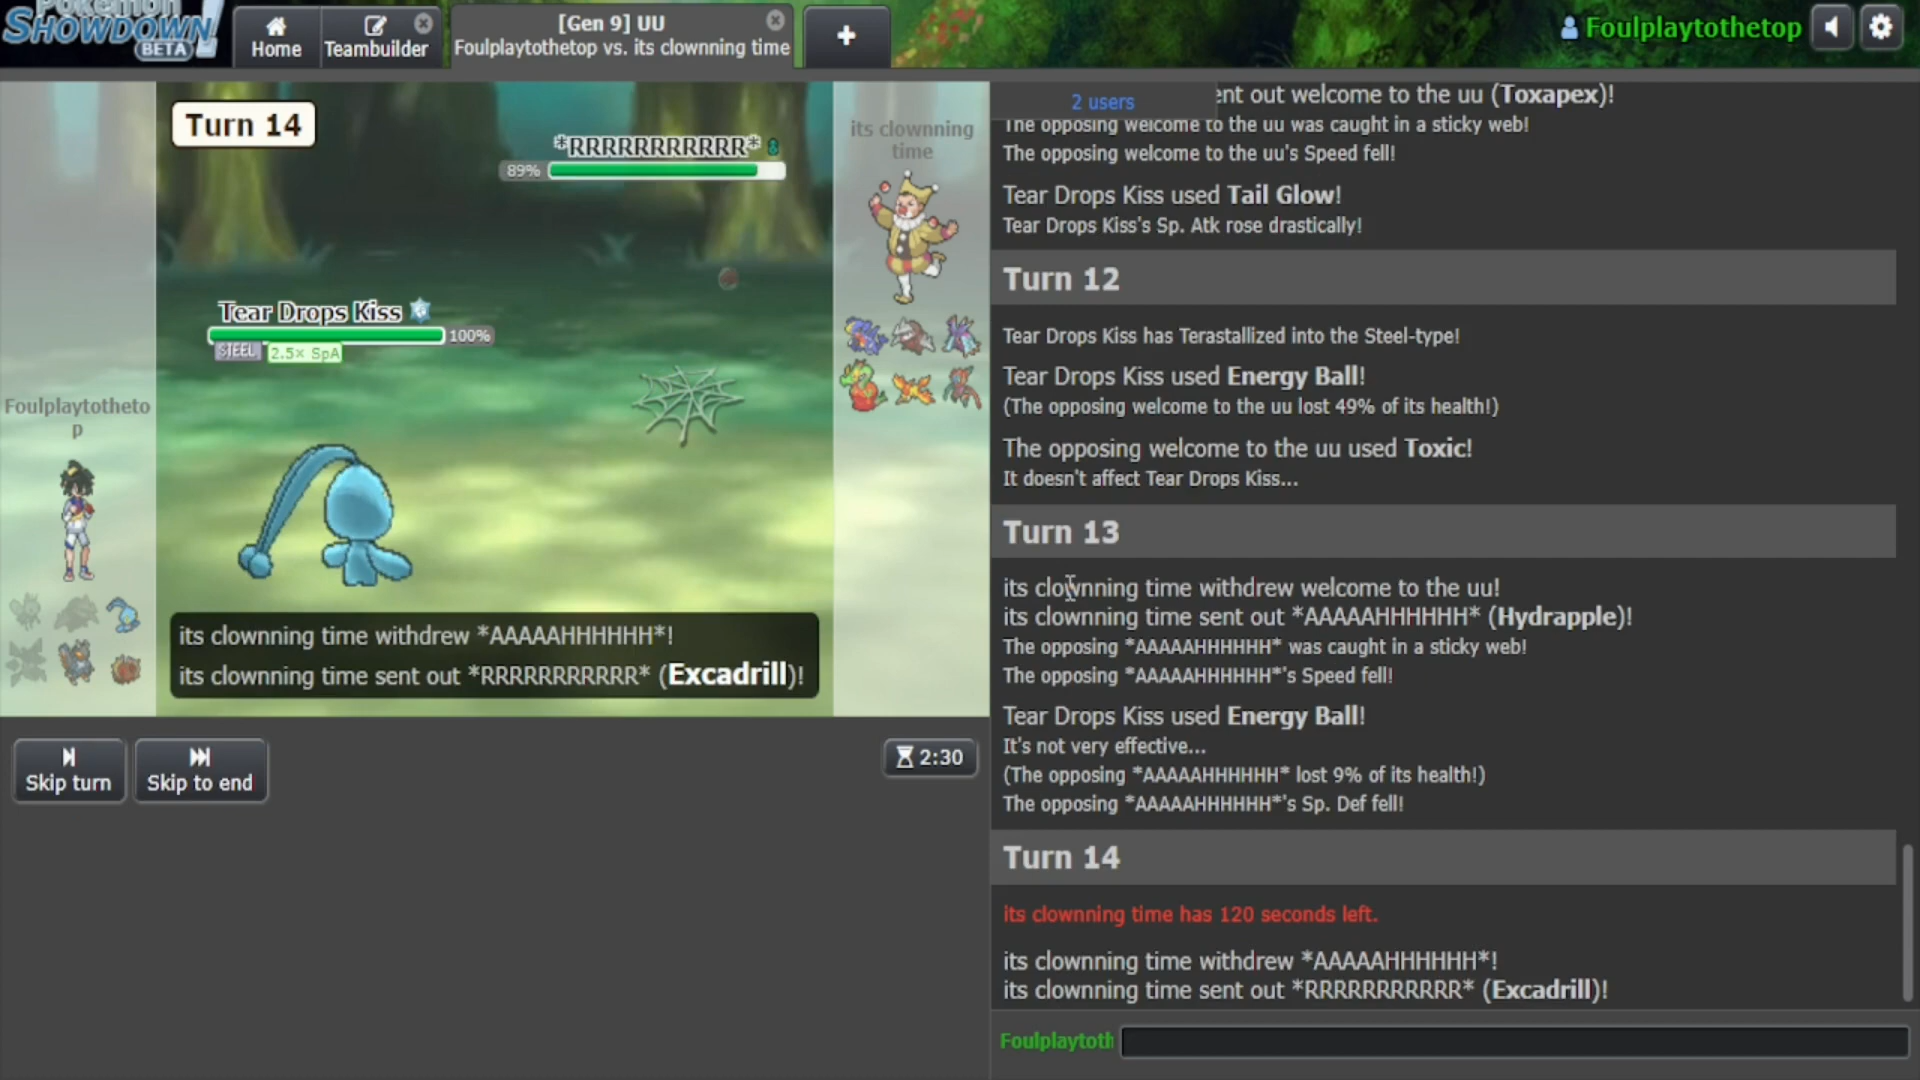 Pokémon
SHOWDOWN!
BETA
Home
Teambuilder
[Gen 9] UU
Foulplaytothetop vs. its clownning time
+
Foulplaytothetop
Turn 14
*RRRRRRRRRRR*
89%
Tear Drops Kiss
100%
STEEL
2.5× SpA
Foulplaytotheto
p
its clownning
time
its clownning time withdrew *AAAAAHHHHHH*!
its clownning time sent out *RRRRRRRRRRR* (Excadrill)!
Skip turn
Skip to end
2:30
2 users
ent out welcome to the uu (Toxapex)!
The opposing welcome to the uu was caught in a sticky web!
The opposing welcome to the uu's Speed fell!
Tear Drops Kiss used Tail Glow!
Tear Drops Kiss's Sp. Atk rose drastically!
Turn 12
Tear Drops Kiss has Terastallized into the Steel-type!
Tear Drops Kiss used Energy Ball!
(The opposing welcome to the uu lost 49% of its health!)
The opposing welcome to the uu used Toxic!
It doesn't affect Tear Drops Kiss...
Turn 13
its clownning time withdrew welcome to the uu!
its clownning time sent out *AAAAAHHHHHH* (Hydrapple)!
The opposing *AAAAAHHHHHH* was caught in a sticky web!
The opposing *AAAAAHHHHHH*'s Speed fell!
Tear Drops Kiss used Energy Ball!
It's not very effective...
(The opposing *AAAAAHHHHHH* lost 9% of its health!)
The opposing *AAAAAHHHHHH*'s Sp. Def fell!
Turn 14
its clownning time has 120 seconds left.
its clownning time withdrew *AAAAAHHHHHH*!
its clownning time sent out *RRRRRRRRRRR* (Excadrill)!
Foulplaytoth